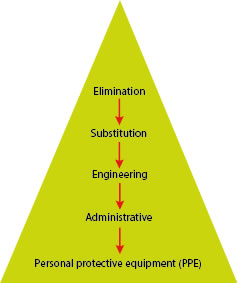 Elimination
Substitution
Engineering
Administrative
Personal protective equipment (PPE)